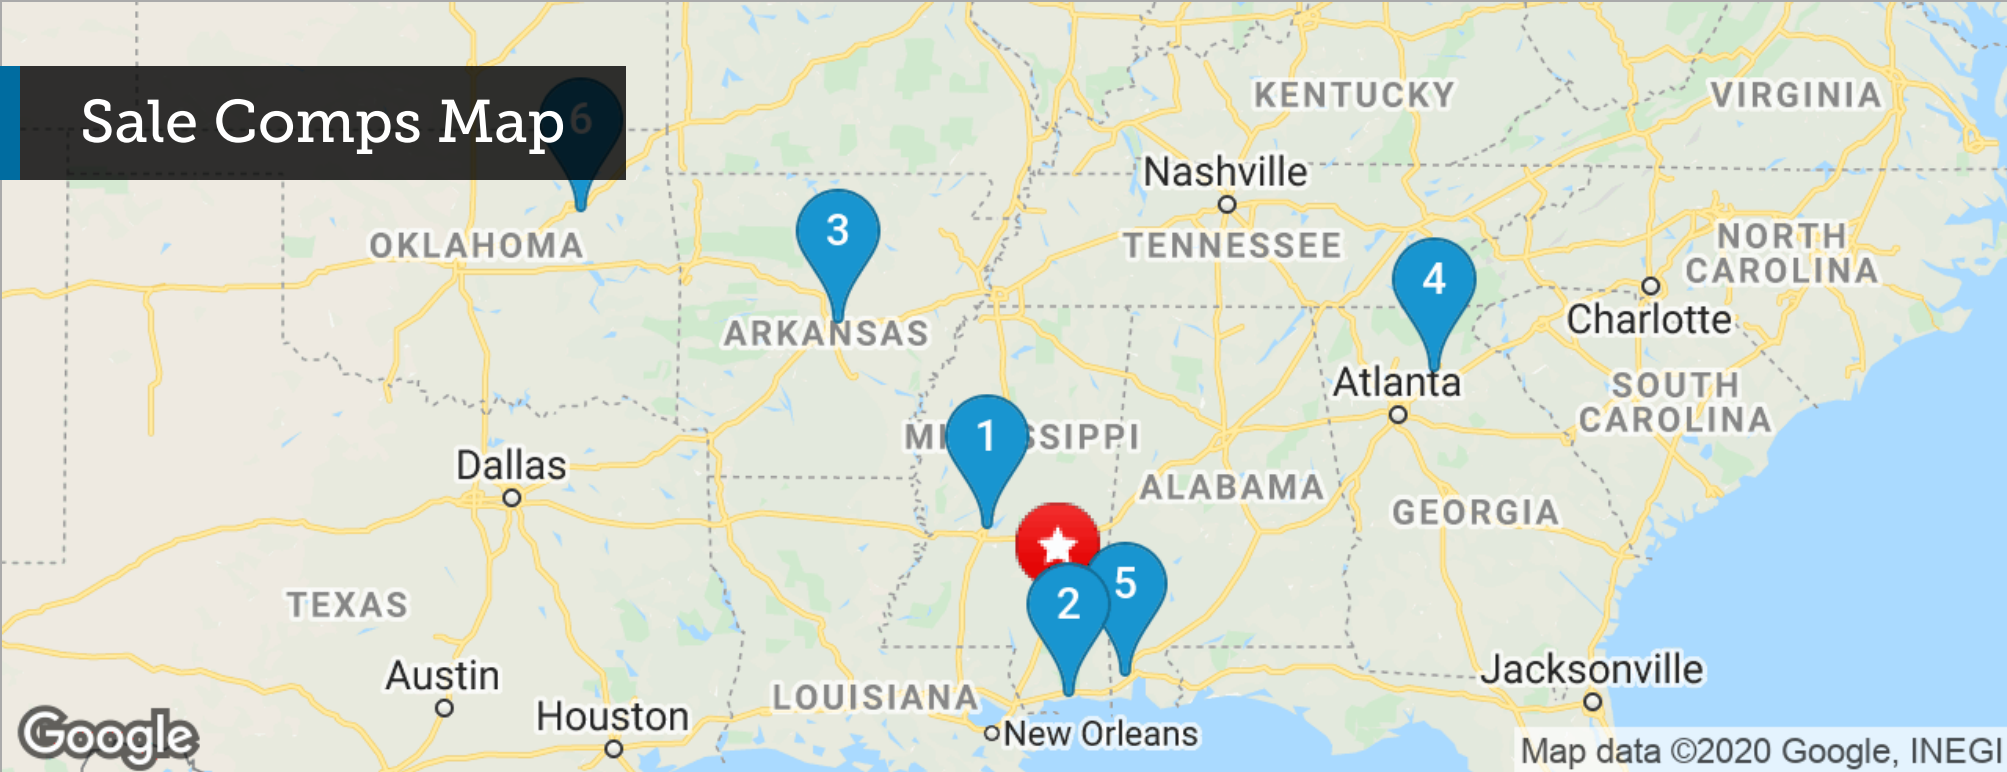 Sale Comps Map
6
KENTUCKY
VIRGINIA
Nashville
3
OKLAHOMA
TENNESSEE
NORTH
CAROLINA
4
ARKANSAS
Charlotte
Atlanta
SOUTH
CAROLINA
MISSISSIPPI
1
Dallas
ALABAMA
GEORGIA
5
2
TEXAS
Austin
Jacksonville
LOUISIANA
Houston
New Orleans
Google
Map data ©2020 Google, INEGI